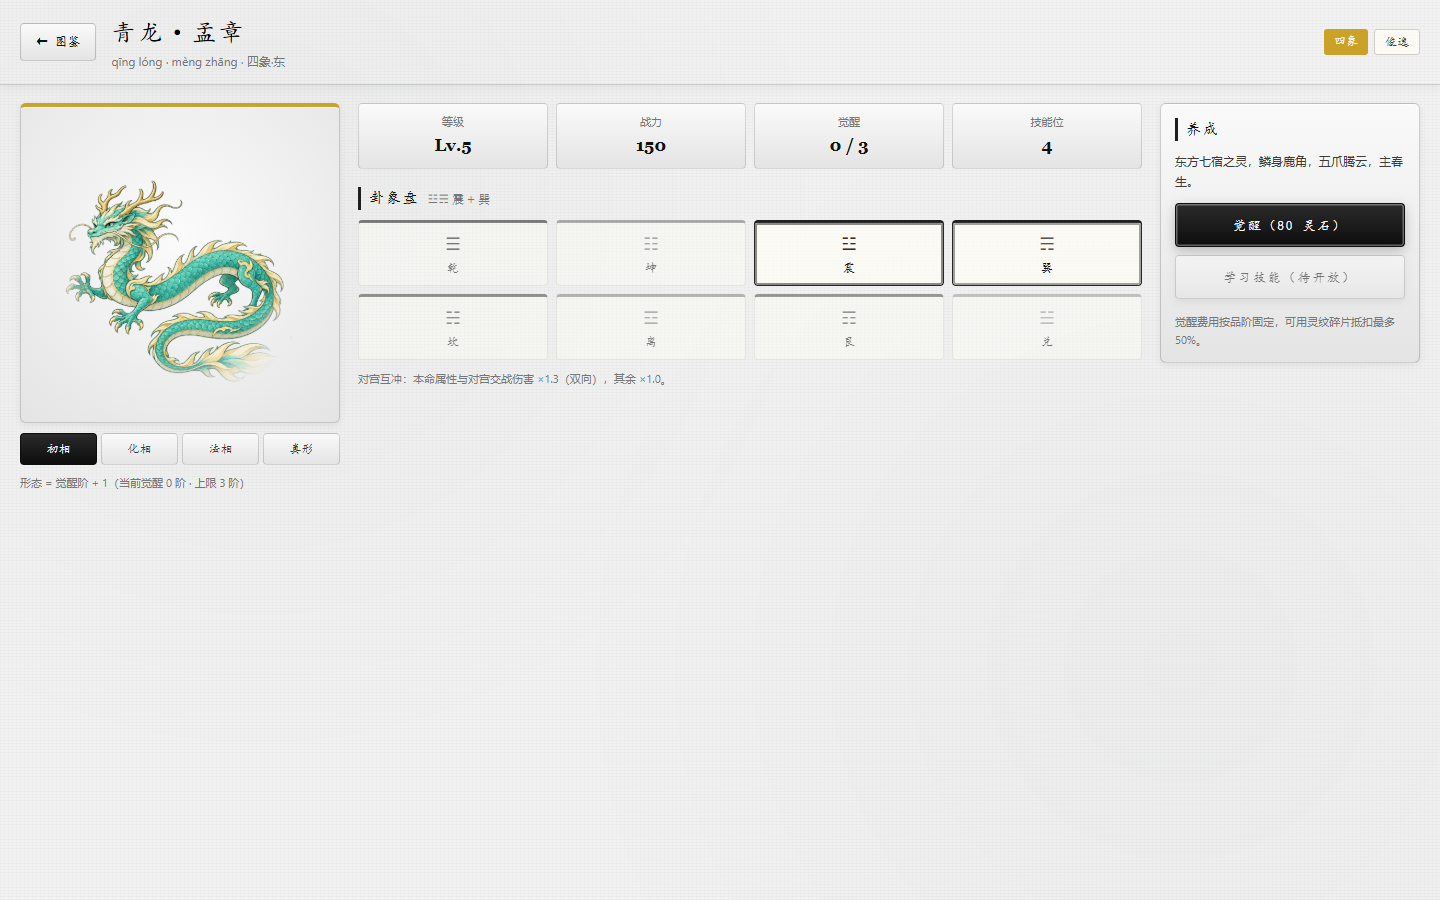 ← 图鉴
青龙 · 孟章
qīng lóng · mèng zhāng · 四象·东
四象
候选
等级
Lv.5
战力
150
觉醒
0 / 3
技能位
4
卦象盘 ☳☴ 震 + 巽
☰
乾
☷
坤
☳
震
☴
巽
☵
坎
☲
离
☶
艮
☱
兑
对宫互冲：本命属性与对宫交战伤害 ×1.3（双向），其余 ×1.0。
养成
东方七宿之灵，鳞身鹿角，五爪腾云，主春
生。
觉醒（80 灵石）
学习技能（待开放）
觉醒费用按品阶固定，可用灵纹碎片抵扣最多
50%。
初相
化相
法相
真形
形态 = 觉醒阶 + 1（当前觉醒 0 阶 · 上限 3 阶）